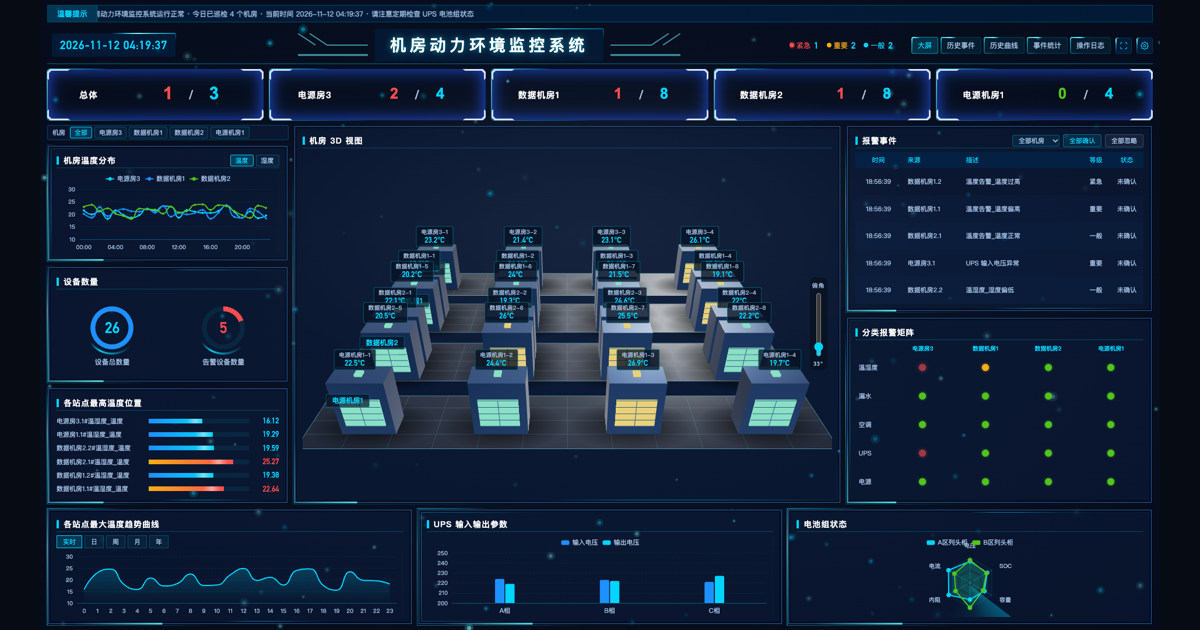 温馨提示 动力环境监控系统运行正常 · 今日已巡检 4 个机房 · 当前时间 2026-11-12 04:19:37 · 请注意定期检查 UPS 电池组状态
2026-11-12 04:19:37
机房动力环境监控系统
紧急 1 重要 2 一般 2
大屏 历史事件 历史曲线 事件统计 操作日志
总体 1 / 3
电源房3 2 / 4
数据机房1 1 / 8
数据机房2 1 / 8
电源机房1 0 / 4
机房 全部 电源房3 数据机房1 数据机房2 电源机房1
机房温度分布 温度 湿度
电源房3 数据机房1 数据机房2
30
25
20
15
10
00:00 04:00 08:00 12:00 16:00 20:00
设备数量
26 5
设备总数量 告警设备数量
各站点最高温度位置
电源房3.1#温湿度_温度 16.12
电源房1.1#温湿度_温度 19.29
数据机房2.2#温湿度_温度 19.59
数据机房2.1#温湿度_温度 25.27
数据机房1.2#温湿度_温度 19.38
数据机房1.1#温湿度_温度 22.64
机房 3D 视图
电源房3-1 电源房3-2 电源房3-3 电源房3-4
23.2°C 21.4°C 23.1°C 26.1°C
数据机房1-1 数据机房1-2 数据机房1-3 数据机房1-4
数据机房1-5 数据机房1-6 数据机房1-7 数据机房1-8
20.2°C 24°C 21.5°C 19.1°C
数据机房2-1 数据机房2-2 数据机房2-3 数据机房2-4
22.1°C 19.3°C 24.4°C 22°C
数据机房2-5 数据机房2-6 数据机房2-7 数据机房2-8
20.5°C 26°C 25.5°C 22.2°C
数据机房2
电源机房1-1 电源机房1-2 电源机房1-3 电源机房1-4
22.5°C 24.4°C 26.9°C 19.7°C
电源机房1
俯角
33°
报警事件 全部机房 全部确认 全部忽略
时间 来源 描述 等级 状态
18:56:39 数据机房1.2 温度告警_温度过高 紧急 未确认
18:56:39 数据机房1.1 温度告警_温度偏高 重要 未确认
18:56:39 数据机房2.1 温度告警_温度正常 一般 未确认
18:56:39 电源房3.1 UPS 输入电压异常 重要 未确认
18:56:39 数据机房2.2 温湿度_湿度偏低 一般 未确认
分类报警矩阵
电源房3 数据机房1 数据机房2 电源机房1
温湿度
漏水
空调
UPS
电源
各站点最大温度趋势曲线
实时 日 周 月 年
30
25
20
15
10
0 1 2 3 4 5 6 7 8 9 10 11 12 13 14 15 16 17 18 19 20 21 22 23
UPS 输入输出参数
输入电压 输出电压
250
240
230
220
210
200
A相 B相 C相
电池组状态
A区列头柜 B区列头柜
电压
电流 SOC
内阻 容量